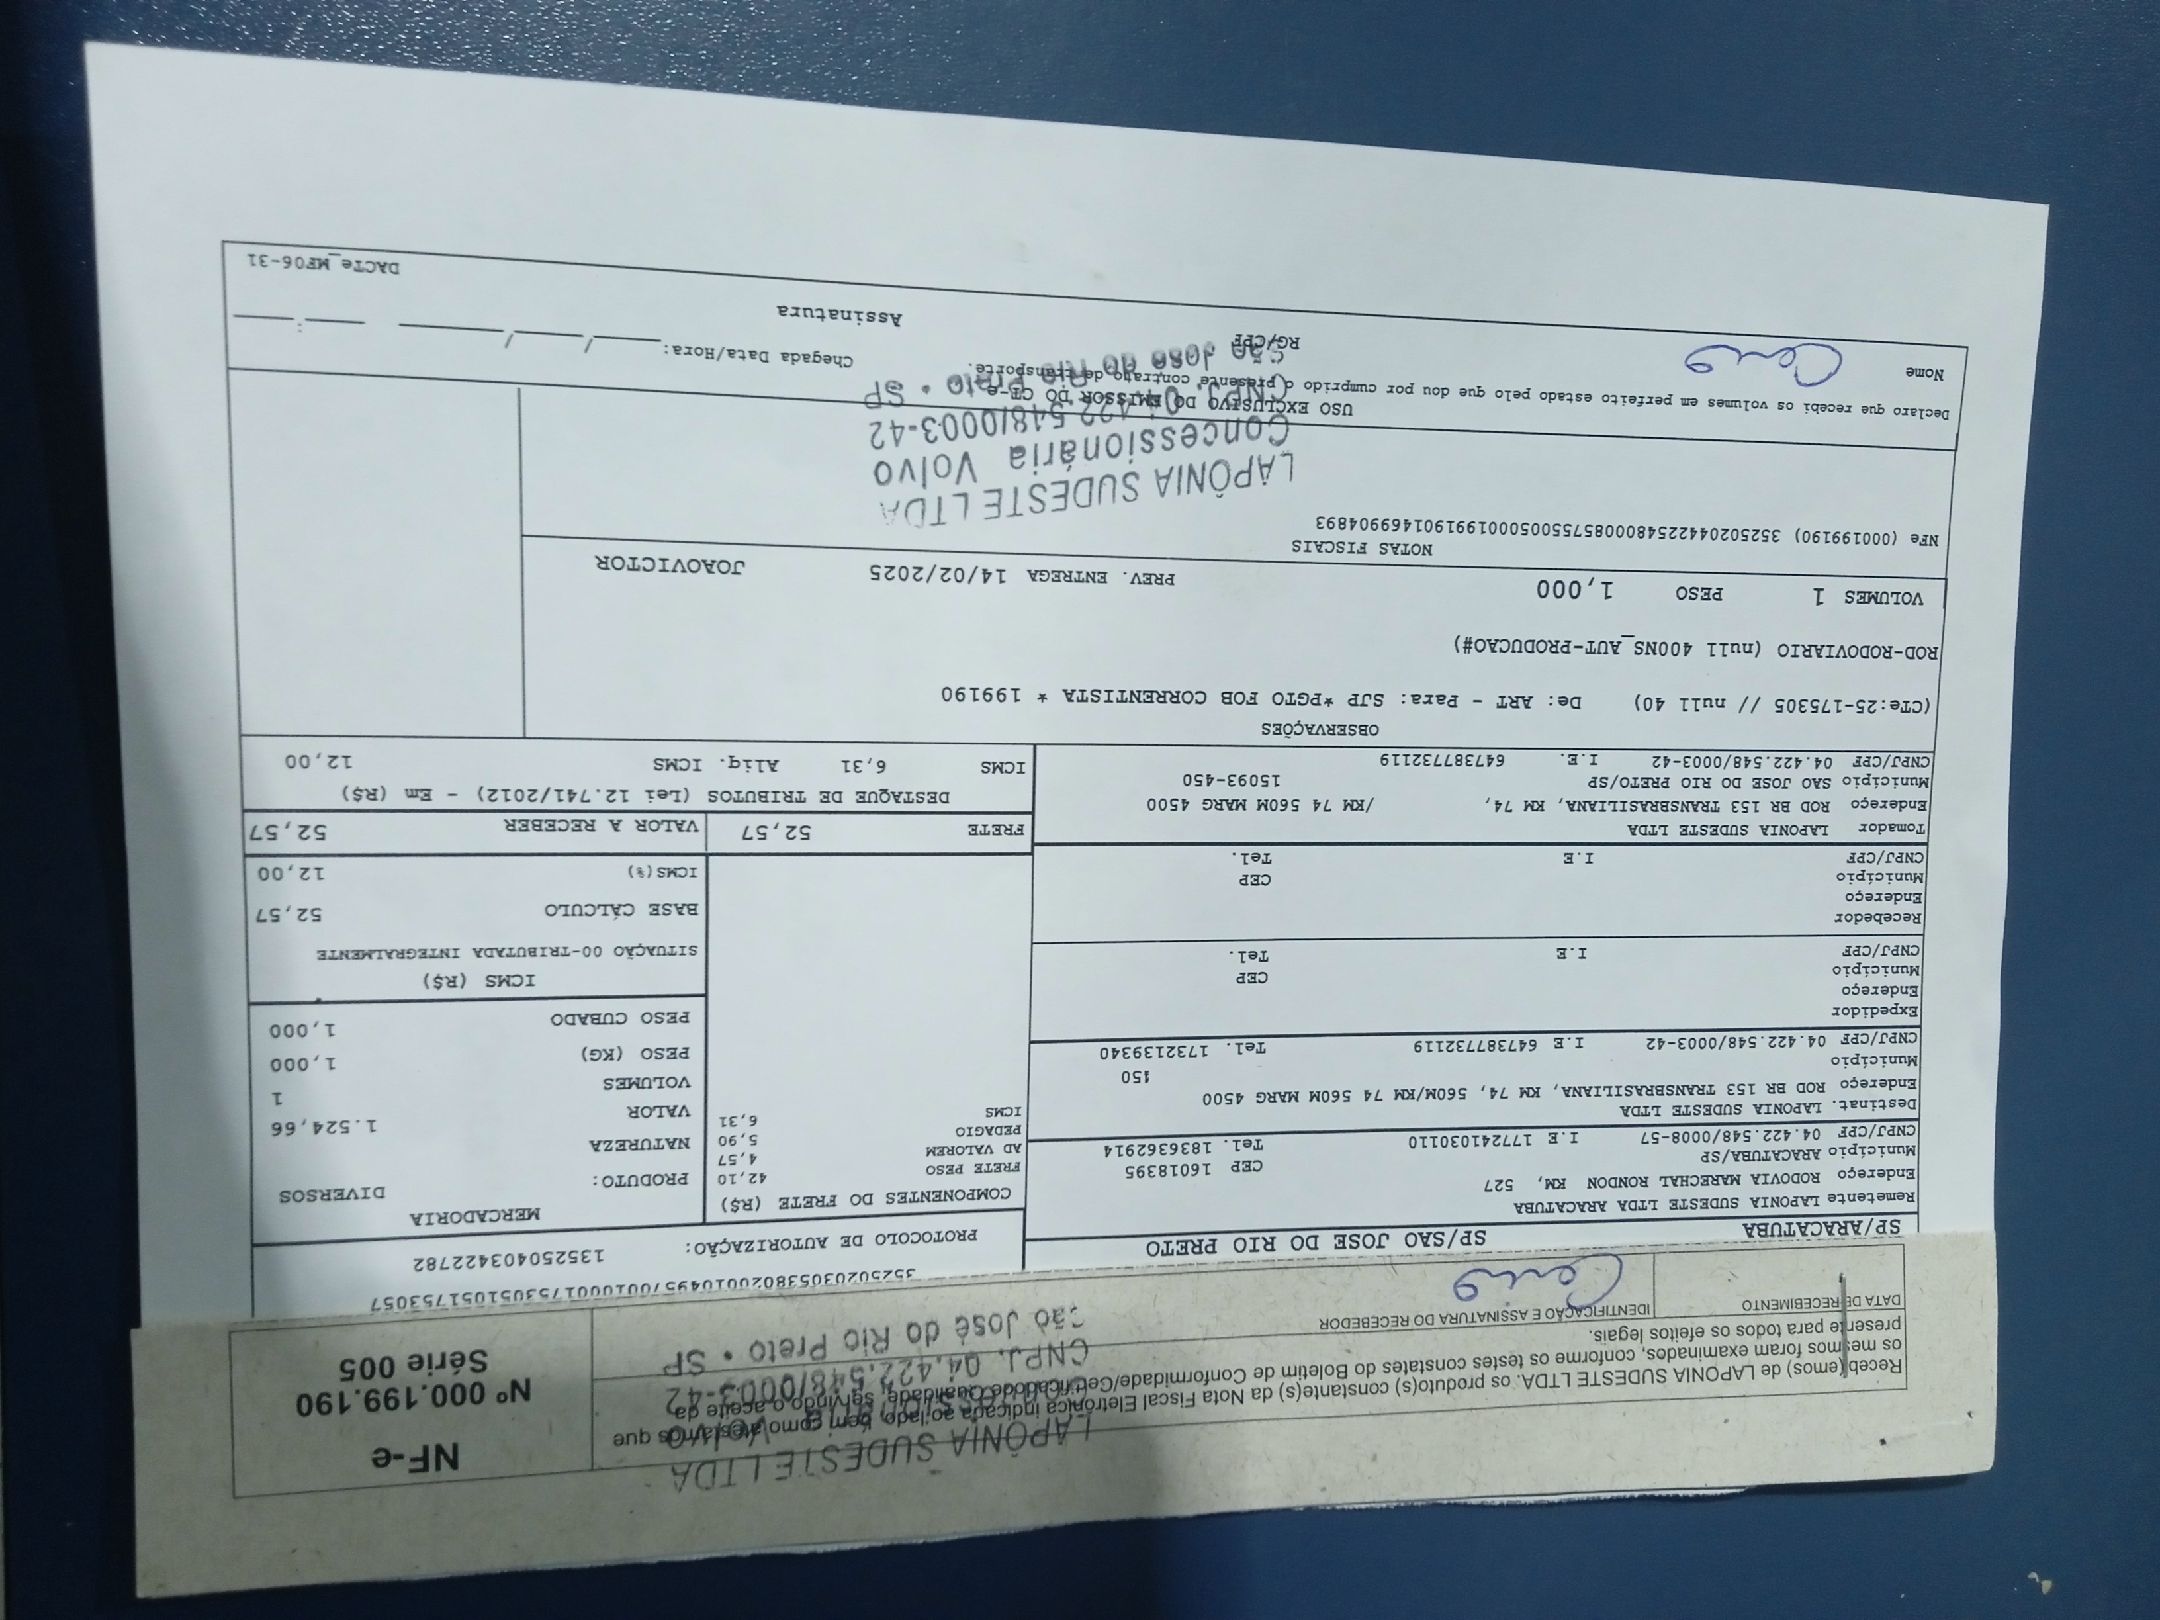 NF-e
Nº 000.199.190
Série 005
Receb(emos) de LAPONIA SUDESTE LTDA. os produto(s) constante(s) da Nota Fiscal Eletrônica indicada ao lado, bem como atestamos que
os mesmos foram examinados, conforme os testes constates do Boletim de Conformidade/Certificado de Qualidade, servindo o aceite da
presente para todos os efeitos legais.
DATA DE RECEBIMENTO
IDENTIFICAÇÃO E ASSINATURA DO RECEBEDOR
LAPÔNIA SUDESTE LTDA
Volvo
CNPJ. 04.422.548/0003-42
São José do Rio Preto • SP
PROTOCOLO DE AUTORIZAÇÃO: 135250403422782
SP/ARACATUBA SP/SAO JOSE DO RIO PRETO
Remetente LAPONIA SUDESTE LTDA ARACATUBA
Endereço RODOVIA MARECHAL RONDON KM, 527
Município ARACATUBA/SP CEP 16018395
CNPJ/CPF 04.422.548/0008-57 I.E 177241030110 Tel. 1836362914
Destinat. LAPONIA SUDESTE LTDA
Endereço ROD BR 153 TRANSBRASILIANA, KM 74, 560M/KM 74 560M MARG 4500
Município 150
CNPJ/CPF 04.422.548/0003-42 I.E 647387732119 Tel. 1732139340
Expedidor
Endereço
Município CEP
CNPJ/CPF I.E Tel.
Recebedor
Endereço
Município CEP
CNPJ/CPF I.E Tel.
Tomador LAPONIA SUDESTE LTDA
Endereço ROD BR 153 TRANSBRASILIANA, KM 74, /KM 74 560M MARG 4500
Município SAO JOSE DO RIO PRETO/SP 15093-450
CNPJ/CPF 04.422.548/0003-42 I.E. 647387732119
COMPONENTES DO FRETE (R$)
FRETE PESO 42,10
AD VALOREM 4,57
PEDAGIO 5,90
ICMS 6,31
FRETE 52,57
MERCADORIA
PRODUTO: DIVERSOS
NATUREZA
VALOR 1.524,66
VOLUMES 1
PESO (KG) 1,000
PESO CUBADO 1,000
ICMS (R$)
SITUAÇÃO 00-TRIBUTADA INTEGRALMENTE
BASE CÁLCULO 52,57
ICMS(%) 12,00
VALOR A RECEBER 52,57
DESTAQUE DE TRIBUTOS (Lei 12.741/2012) - Em (R$)
ICMS 6,31 Aliq. ICMS 12,00
OBSERVAÇÕES
(CTe:25-175305 // null 40) De: ART - Para: SJP *PGTO FOB CORRENTISTA * 199190
ROD-RODOVIARIO (null 400NS_AUT-PRODUCAO#)
VOLUMES 1 PESO 1,000 PREV. ENTREGA 14/02/2025 JOAOVICTOR
NOTAS FISCAIS
NFe (000199190) 35250204422548000857550050001991901469904893
LAPÔNIA SUDESTE LTDA
Concessionária Volvo
CNPJ. 04.422.548/0003-42
São José do Rio Preto • SP
USO EXCLUSIVO DO EMISSOR DO CT-e
Declaro que recebi os volumes em perfeito estado pelo que dou por cumprido o presente contrato de transporte.
Nome
RG/CPF
Chegada Data/Hora: ____/____/____ ____:____
Assinatura
DACTe_MF06-31